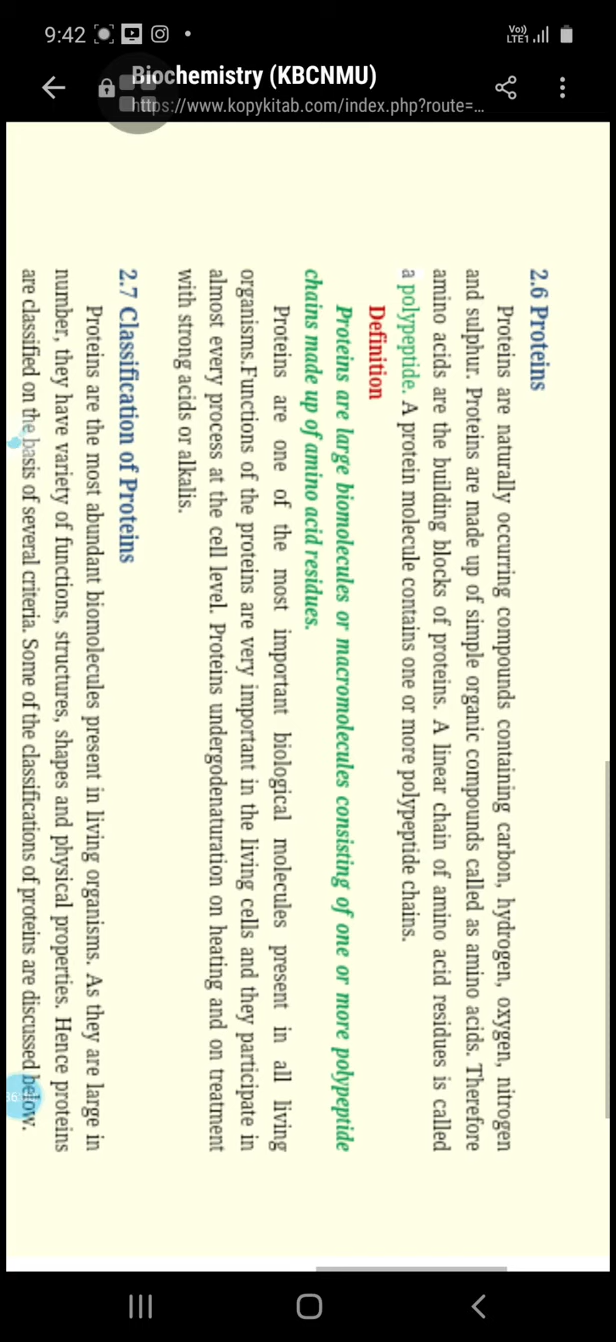 9:42
Vo)) LTE1
Biochemistry (KBCNMU)
https://www.kopykitab.com/index.php?route=...
2.6 Proteins
Proteins are naturally occurring compounds containing carbon, hydrogen, oxygen, nitrogen
and sulphur. Proteins are made up of simple organic compounds called as amino acids. Therefore
amino acids are the building blocks of proteins. A linear chain of amino acid residues is called
a polypeptide. A protein molecule contains one or more polypeptide chains.
Definition
Proteins are large biomolecules or macromolecules consisting of one or more polypeptide
chains made up of amino acid residues.
Proteins are one of the most important biological molecules present in all living
organisms.Functions of the proteins are very important in the living cells and they participate in
almost every process at the cell level. Proteins undergodenaturation on heating and on treatment
with strong acids or alkalis.
2.7 Classification of Proteins
Proteins are the most abundant biomolecules present in living organisms. As they are large in
number, they have variety of functions, structures, shapes and physical properties. Hence proteins
are classified on the basis of several criteria. Some of the classifications of proteins are discussed below.